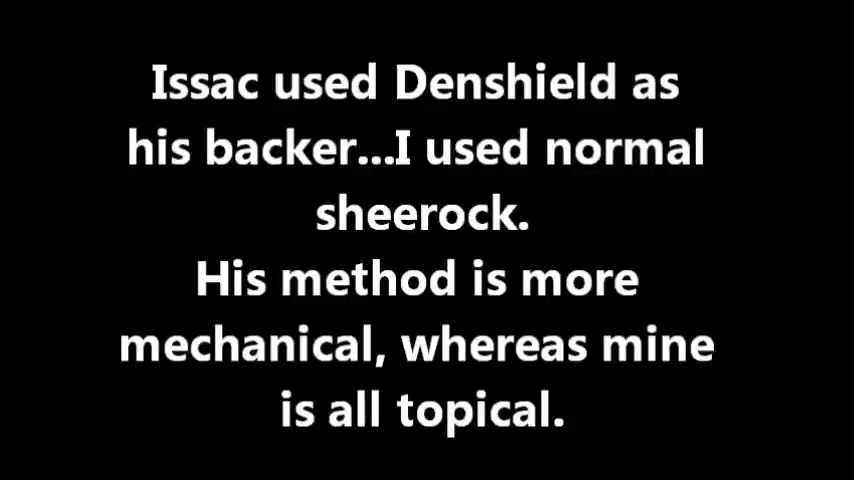 Issac used Denshield as
his backer...I used normal
sheerock.
His method is more
mechanical, whereas mine
is all topical.